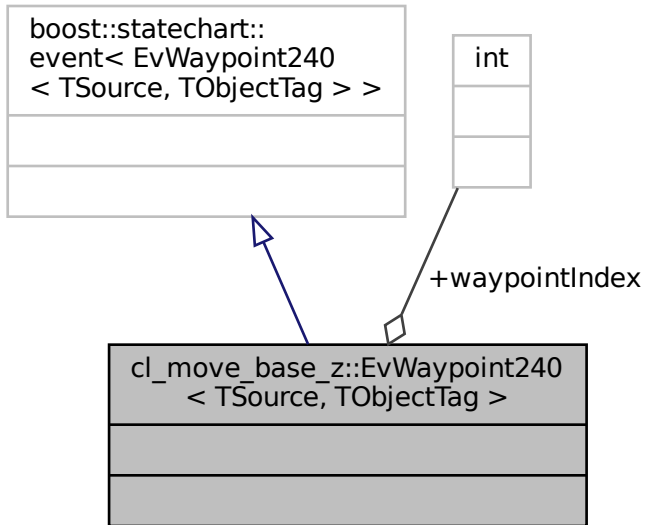 boost::statechart::
event< EvWaypoint240
< TSource, TObjectTag > >
int
+waypointIndex
cl_move_base_z::EvWaypoint240
< TSource, TObjectTag >